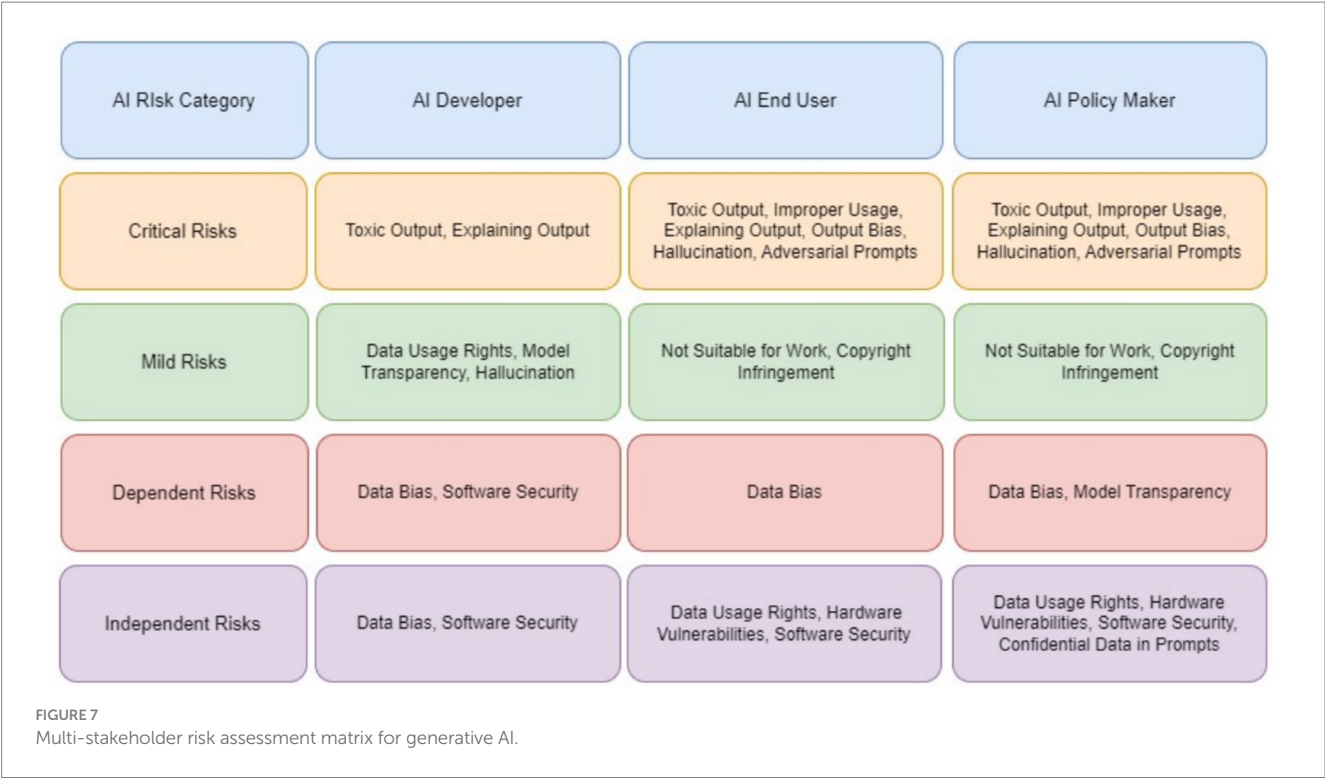 AI RIsk Category
AI Developer
AI End User
AI Policy Maker
Critical Risks
Toxic Output, Explaining Output
Toxic Output, Improper Usage,
Explaining Output, Output Bias,
Hallucination, Adversarial Prompts
Toxic Output, Improper Usage,
Explaining Output, Output Bias,
Hallucination, Adversarial Prompts
Mild Risks
Data Usage Rights, Model
Transparency, Hallucination
Not Suitable for Work, Copyright
Infringement
Not Suitable for Work, Copyright
Infringement
Dependent Risks
Data Bias, Software Security
Data Bias
Data Bias, Model Transparency
Independent Risks
Data Bias, Software Security
Data Usage Rights, Hardware
Vulnerabilities, Software Security
Data Usage Rights, Hardware
Vulnerabilities, Software Security,
Confidential Data in Prompts
FIGURE 7
Multi-stakeholder risk assessment matrix for generative AI.